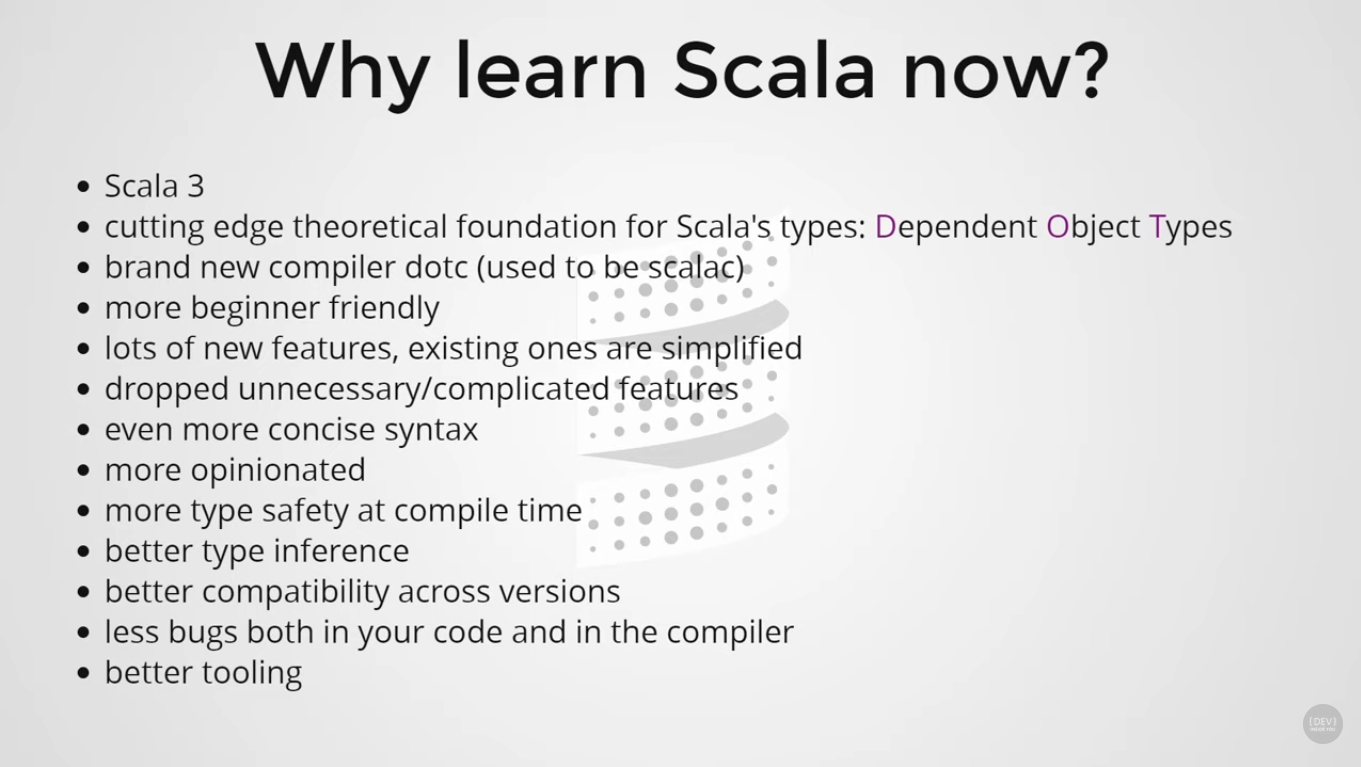 Why learn Scala now?
Scala 3
cutting edge theoretical foundation for Scala's types: Dependent Object Types
brand new compiler dotc (used to be scalac)
more beginner friendly
lots of new features, existing ones are simplified
dropped unnecessary/complicated features
even more concise syntax
more opinionated
more type safety at compile time
better type inference
better compatibility across versions
less bugs both in your code and in the compiler
better tooling
{DEV}
INSIDE YOU